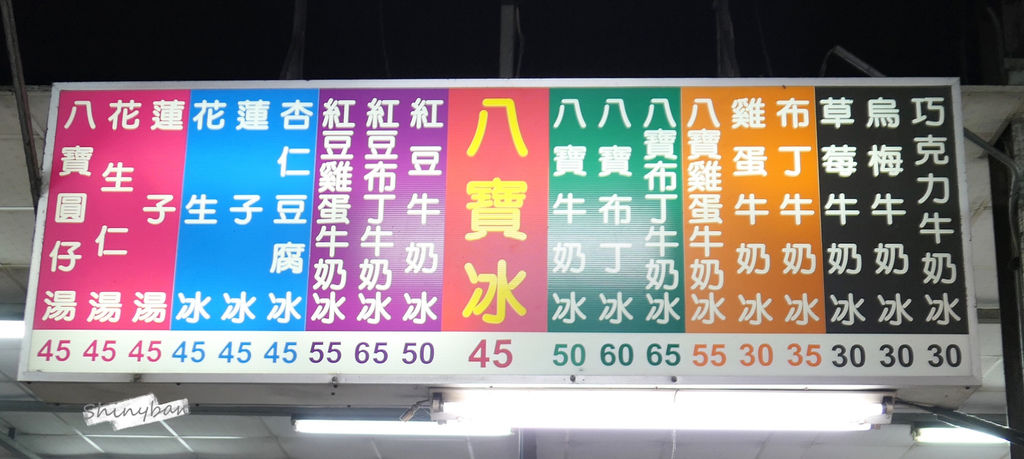 八寶圓仔湯
花生仁湯
蓮子湯
花生冰
蓮子冰
杏仁豆腐冰
紅豆雞蛋牛奶冰
紅豆布丁牛奶冰
紅豆牛奶冰
八寶冰
八寶牛奶冰
八寶布丁冰
八寶布丁牛奶冰
八寶雞蛋牛奶冰
雞蛋牛奶冰
布丁牛奶冰
草莓牛奶冰
烏梅牛奶冰
巧克力牛奶冰
45 45 45 45 45 45 55 65 50 45 50 60 65 55 30 35 30 30 30
Shinyban